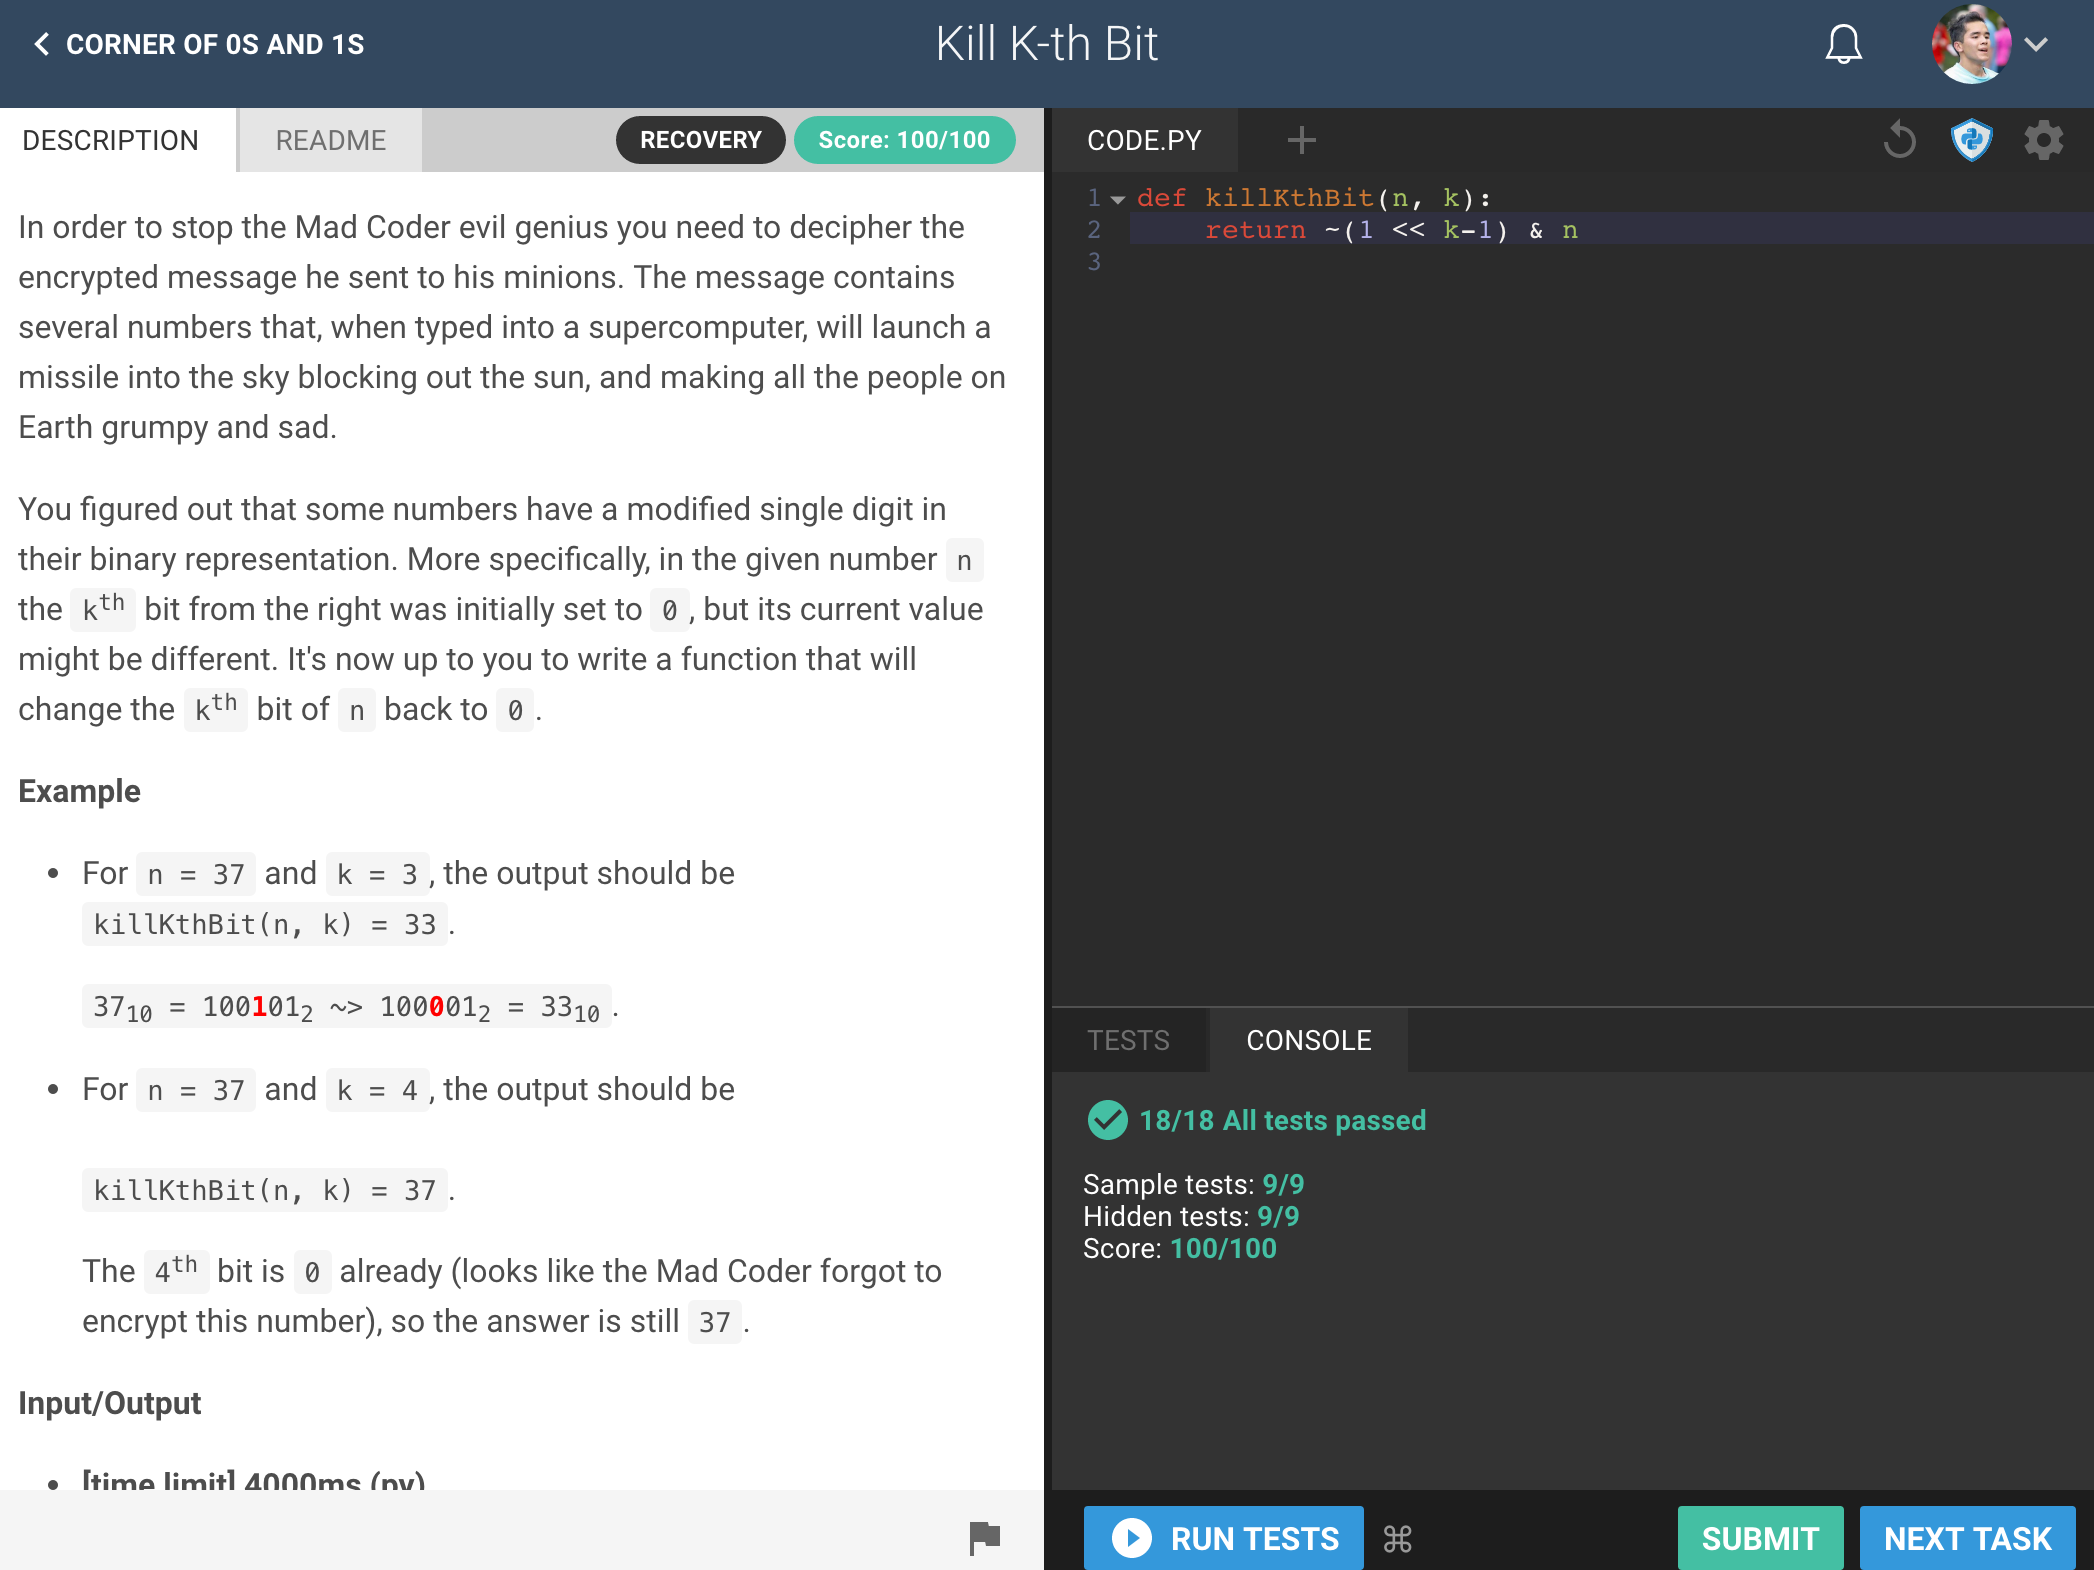 CORNER OF 0S AND 1S
Kill K-th Bit
DESCRIPTION
README
RECOVERY
Score: 100/100
In order to stop the Mad Coder evil genius you need to decipher the
encrypted message he sent to his minions. The message contains
several numbers that, when typed into a supercomputer, will launch a
missile into the sky blocking out the sun, and making all the people on
Earth grumpy and sad.
You figured out that some numbers have a modified single digit in
their binary representation. More specifically, in the given number n
the kth bit from the right was initially set to 0, but its current value
might be different. It's now up to you to write a function that will
change the kth bit of n back to 0.
Example
• For n = 37 and k = 3, the output should be
killKthBit(n, k) = 33.
3710 = 1001012 ~> 1000012 = 3310.
• For n = 37 and k = 4, the output should be
killKthBit(n, k) = 37.
The 4th bit is 0 already (looks like the Mad Coder forgot to
encrypt this number), so the answer is still 37.
Input/Output
• [time limit] 4000ms (py)
CODE.PY
1 def killKthBit(n, k):
2 return ~(1 << k-1) & n
3
TESTS
CONSOLE
18/18 All tests passed
Sample tests: 9/9
Hidden tests: 9/9
Score: 100/100
RUN TESTS
⌘
SUBMIT
NEXT TASK